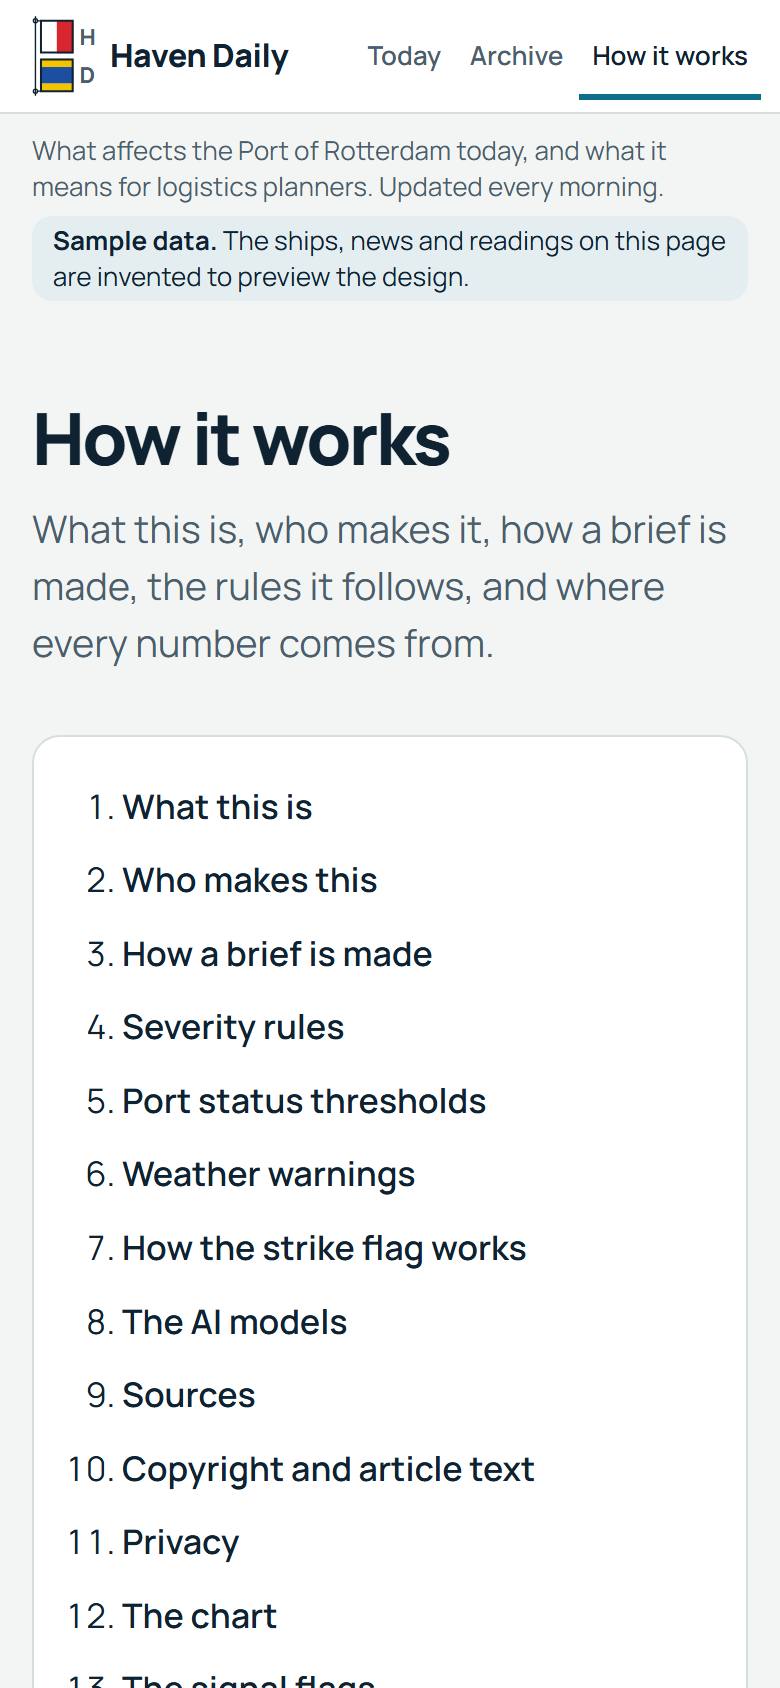 H
D
Haven Daily
Today
Archive
How it works
What affects the Port of Rotterdam today, and what it
means for logistics planners. Updated every morning.
Sample data. The ships, news and readings on this page
are invented to preview the design.
How it works
What this is, who makes it, how a brief is
made, the rules it follows, and where
every number comes from.
1. What this is
2. Who makes this
3. How a brief is made
4. Severity rules
5. Port status thresholds
6. Weather warnings
7. How the strike flag works
8. The AI models
9. Sources
10. Copyright and article text
11. Privacy
12. The chart
13. The signal flags